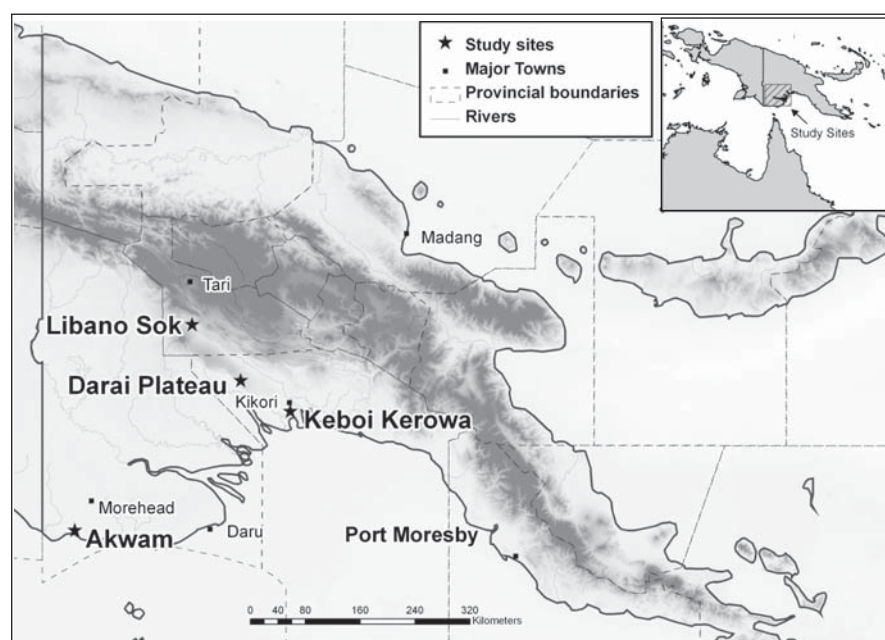 Study sites
Major Towns
Provincial boundaries
Rivers
Study Sites
Madang
Tari
Libano Sok
Darai Plateau
Kikori
Keboi Kerowa
Morehead
Akwam
Daru
Port Moresby
0 40 80 160 240 320
Kilometers